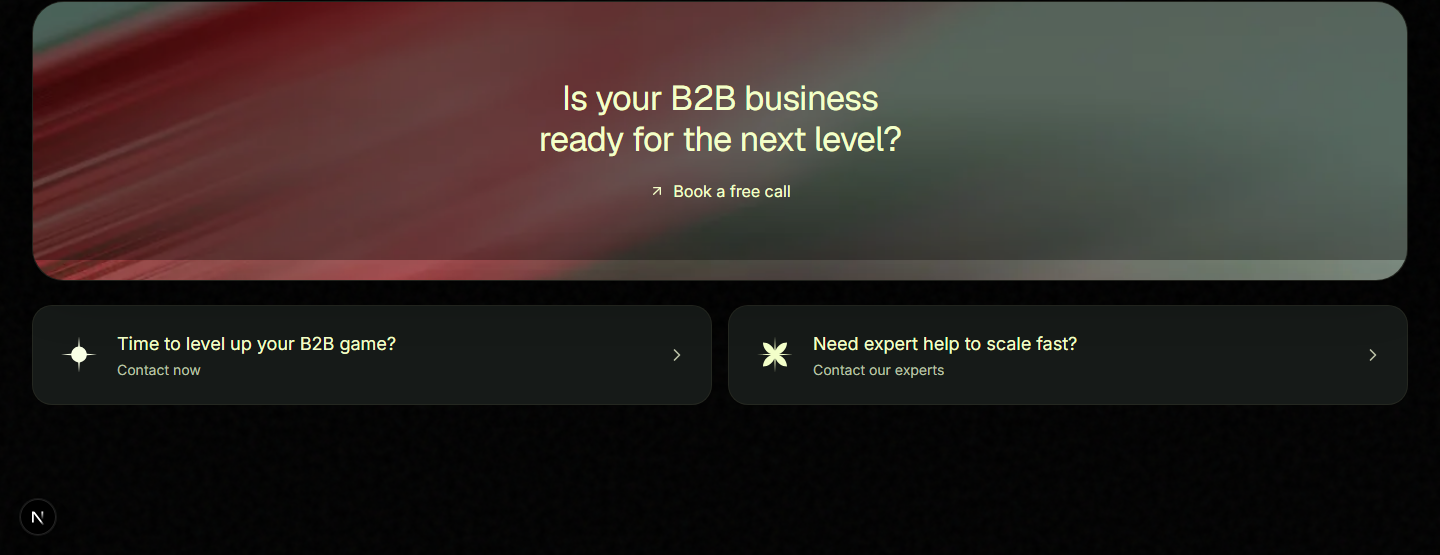 Is your B2B business
ready for the next level?
Book a free call
Time to level up your B2B game?
Contact now
Need expert help to scale fast?
Contact our experts
N